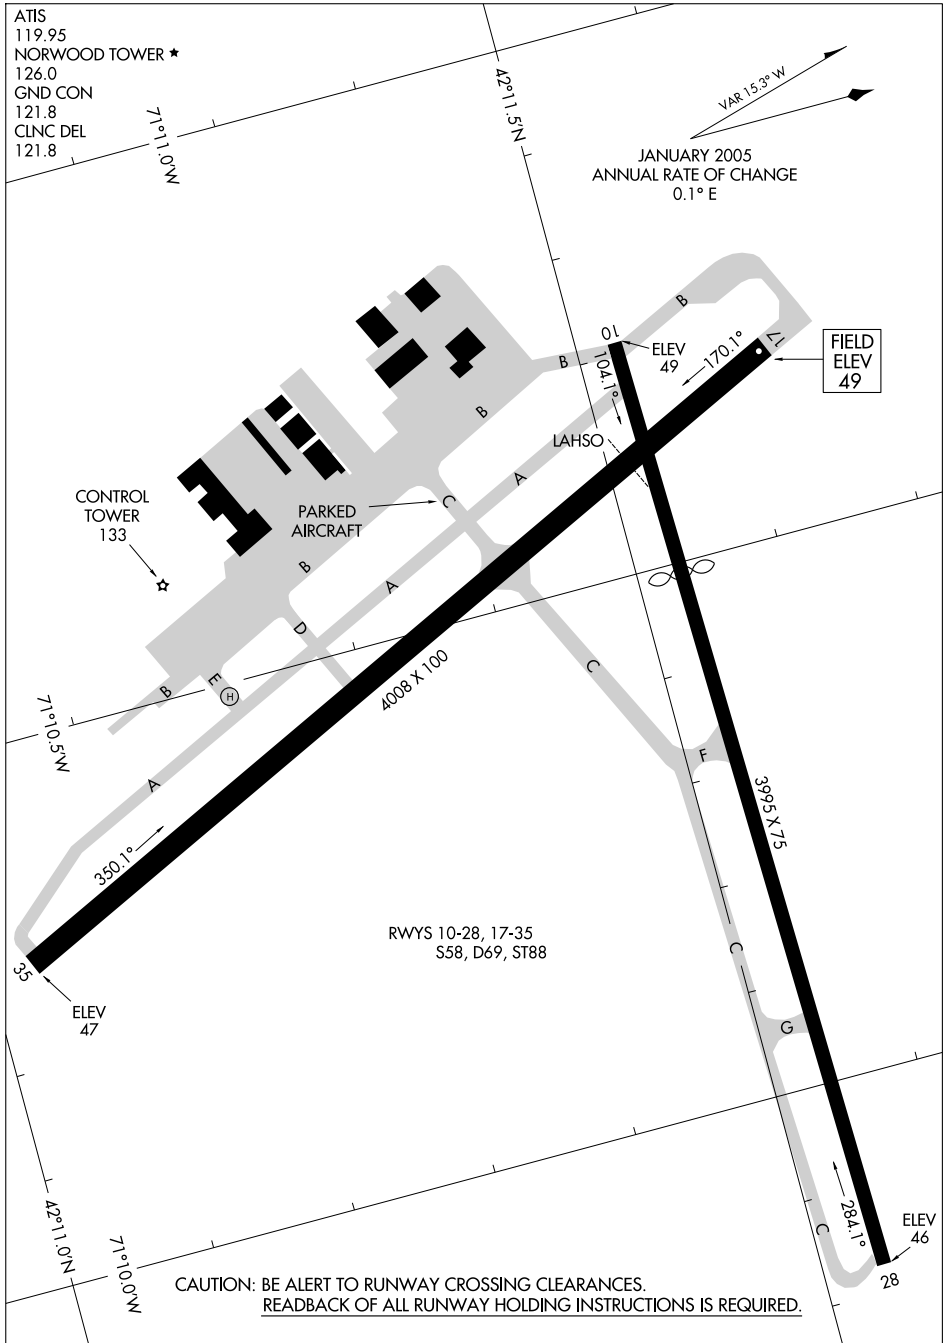 ATIS
119.95
NORWOOD TOWER ★
126.0
GND CON
121.8
CLNC DEL
121.8
71°11.0'W
42°11.5'N
VAR 15.3° W
JANUARY 2005
ANNUAL RATE OF CHANGE
0.1° E
B
10
ELEV
49
170.1°
17
FIELD
ELEV
49
B
104.1°
B
LAHSO
A
CONTROL
TOWER
133
PARKED
AIRCRAFT
C
B
A
D
C
E
H
B
4008 X 100
71°10.5'W
F
A
3995 X 75
350.1°
RWYS 10-28, 17-35
S58, D69, ST88
C
35
ELEV
47
G
42°11.0'N
71°10.0'W
C
284.1°
ELEV
46
28
CAUTION: BE ALERT TO RUNWAY CROSSING CLEARANCES.
READBACK OF ALL RUNWAY HOLDING INSTRUCTIONS IS REQUIRED.